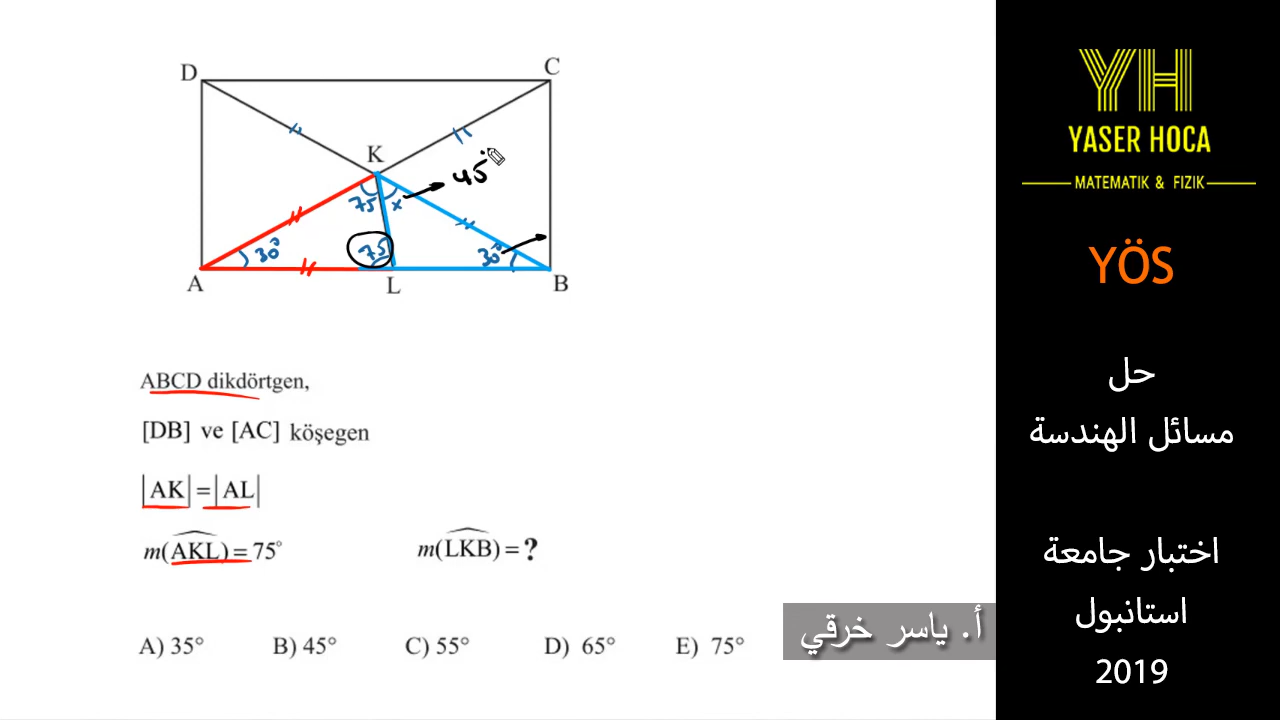 D
C
K
45°
75 x
30°
75
30°
A
L
B
ABCD dikdörtgen,
[DB] ve [AC] köşegen
|AK| = |AL|
m(AKL) = 75°
m(LKB) = ?
A) 35° B) 45° C) 55° D) 65° E) 75°
أ. ياسر خرقي
YH
YASER HOCA
MATEMATIK & FIZIK
YÖS
حل
مسائل الهندسة
اختبار جامعة
استانبول
2019